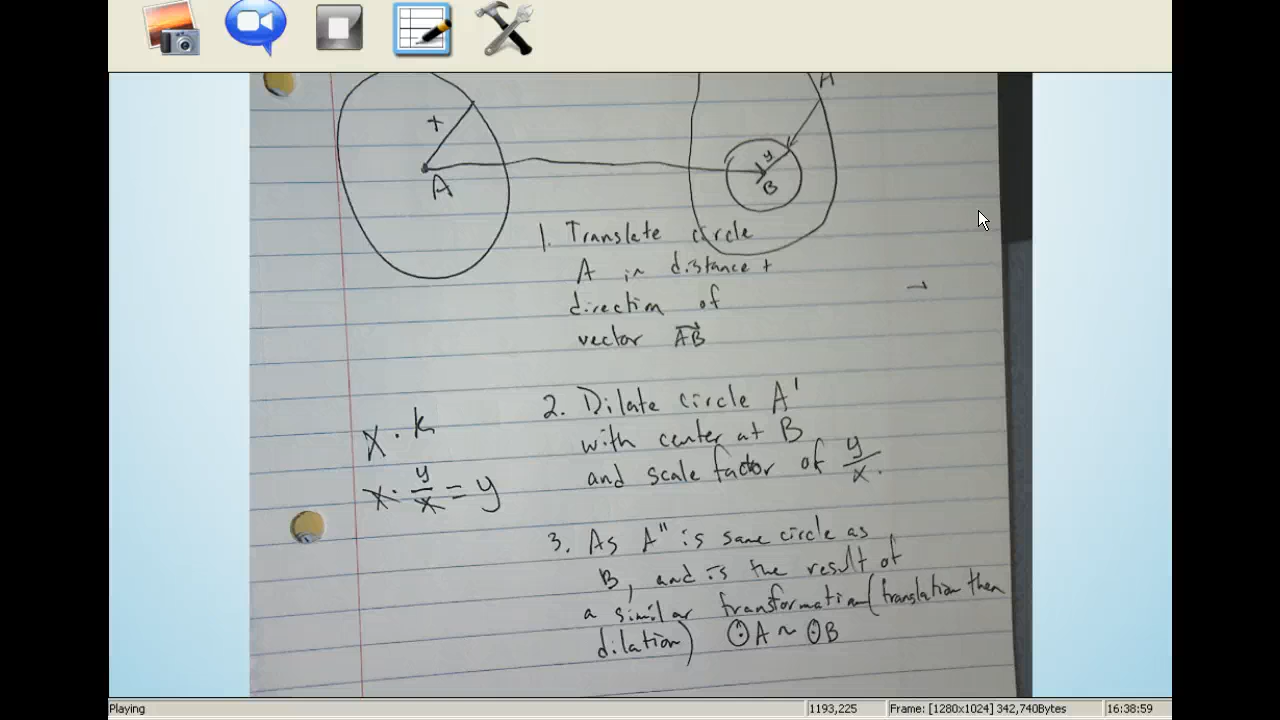 x
A
A
y
B
1. Translate circle
A in distance +
direction of
vector AB
2. Dilate circle A'
with center at B
and scale factor of y/x.
x · k
x · y/x = y
3. As A" is same circle as
B, and is the result of
a similar transformation (translation then
dilation) ⊙A ~ ⊙B
Playing
1193,225
Frame: [1280x1024] 342,740Bytes
16:38:59